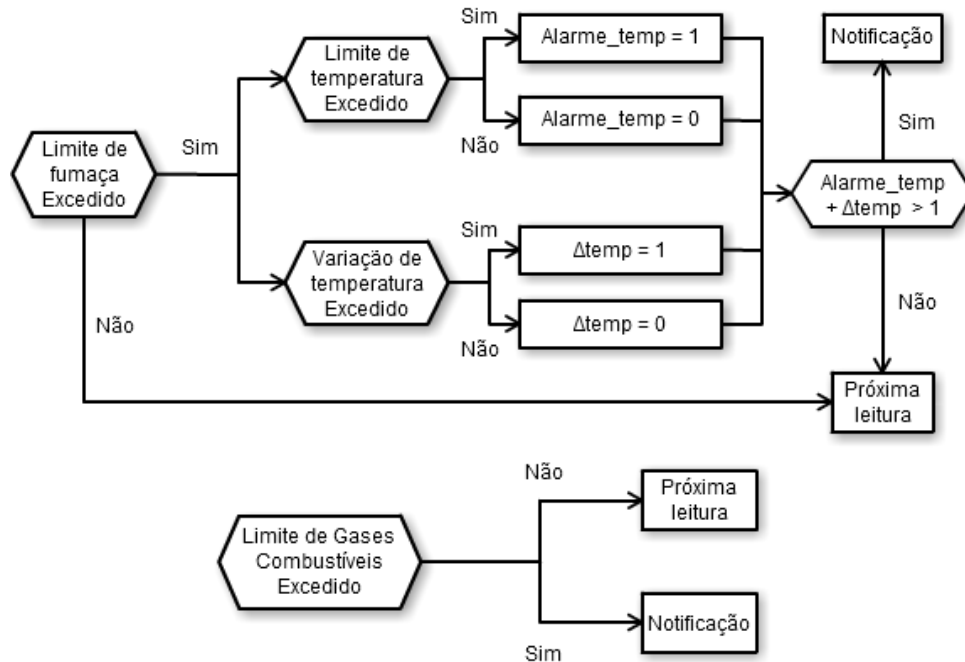 Limite de
fumaça
Excedido
Sim
Não
Limite de
temperatura
Excedido
Sim
Não
Alarme_temp = 1
Alarme_temp = 0
Variação de
temperatura
Excedido
Sim
Não
Δtemp = 1
Δtemp = 0
Alarme_temp
+ Δtemp > 1
Sim
Notificação
Não
Próxima
leitura
Limite de Gases
Combustíveis
Excedido
Não
Próxima
leitura
Sim
Notificação